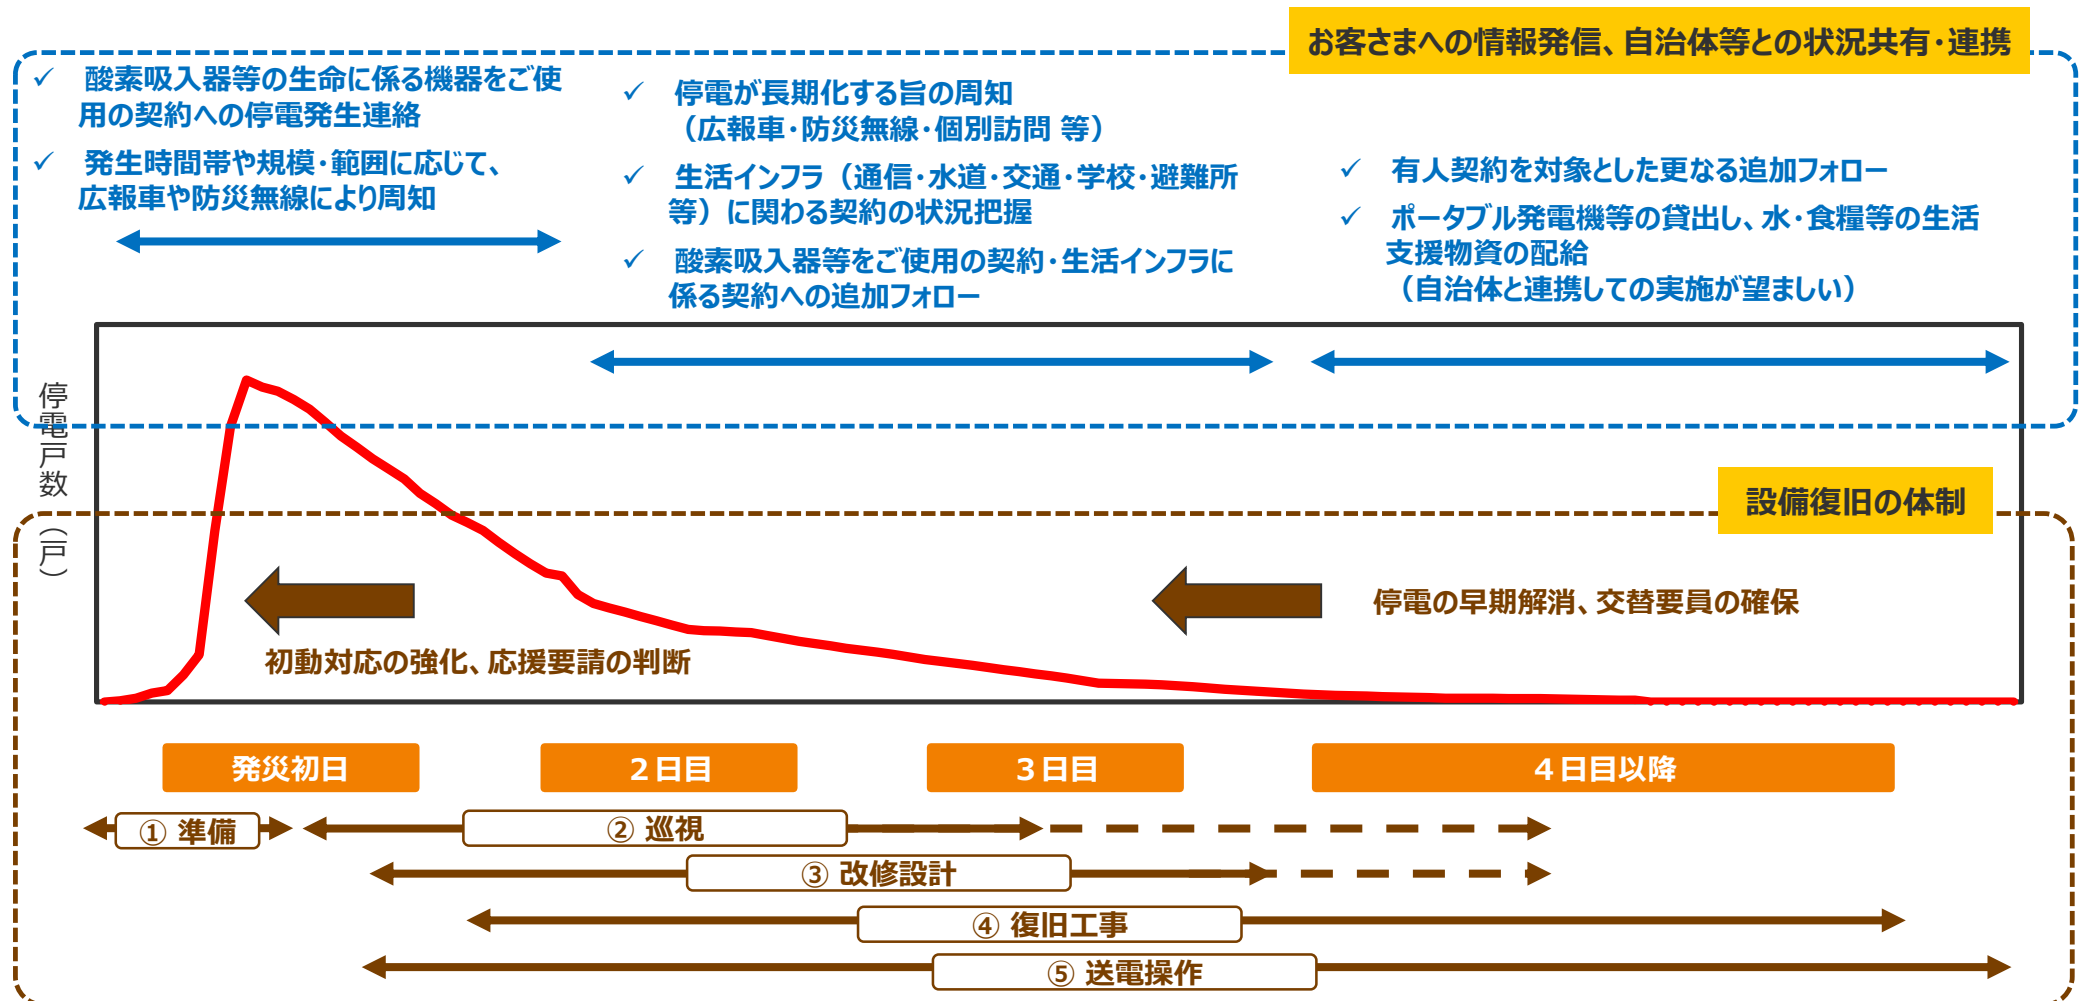 お客さまへの情報発信、自治体等との状況共有・連携
✓ 酸素吸入器等の生命に係る機器をご使
用の契約への停電発生連絡
✓ 発生時間帯や規模・範囲に応じて、
広報車や防災無線により周知
✓ 停電が長期化する旨の周知
（広報車・防災無線・個別訪問 等）
✓ 生活インフラ（通信・水道・交通・学校・避難所
等）に関わる契約の状況把握
✓ 酸素吸入器等をご使用の契約・生活インフラに
係る契約への追加フォロー
✓ 有人契約を対象とした更なる追加フォロー
✓ ポータブル発電機等の貸出し、水・食糧等の生活
支援物資の配給
（自治体と連携しての実施が望ましい）
停電戸数（戸）
設備復旧の体制
停電の早期解消、交替要員の確保
初動対応の強化、応援要請の判断
発災初日
２日目
３日目
４日目以降
① 準備
② 巡視
③ 改修設計
④ 復旧工事
⑤ 送電操作